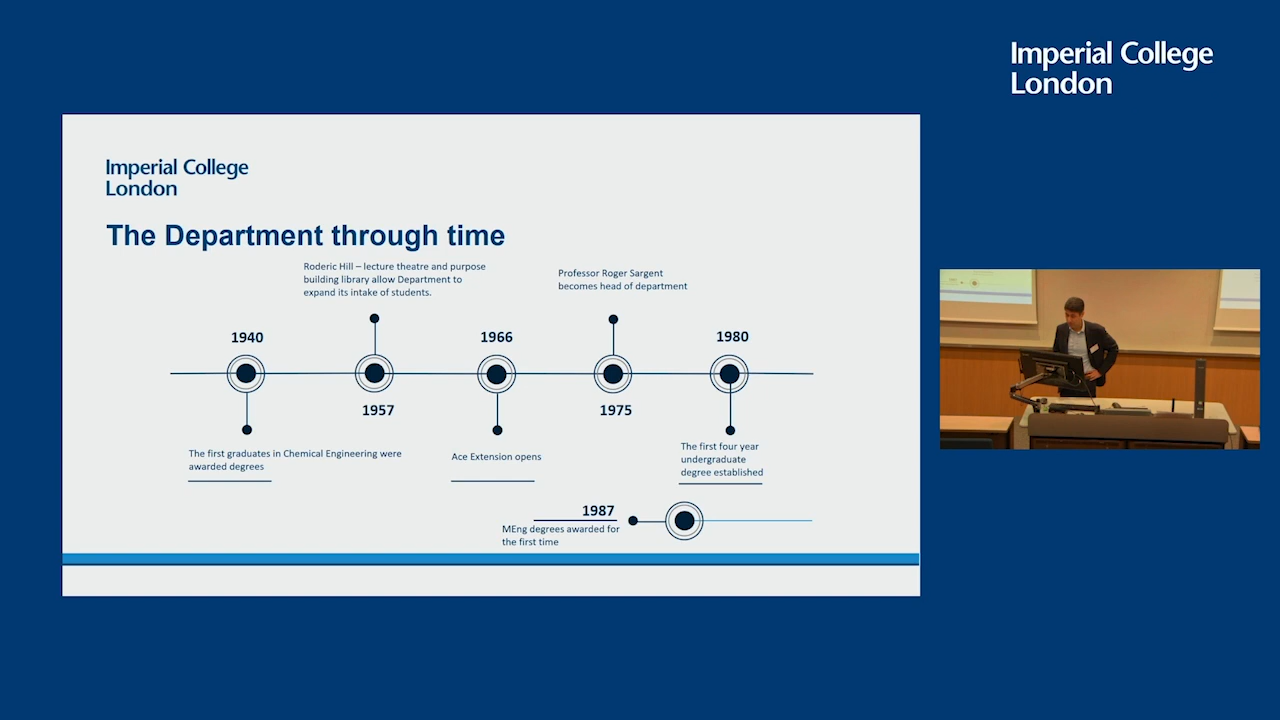 Imperial College
London
Imperial College
London
The Department through time
Roderic Hill – lecture theatre and purpose
building library allow Department to
expand its intake of students.
Professor Roger Sargent
becomes head of department
1940
1966
1980
1957
1975
The first graduates in Chemical Engineering were
awarded degrees
Ace Extension opens
The first four year
undergraduate
degree established
1987
MEng degrees awarded for
the first time